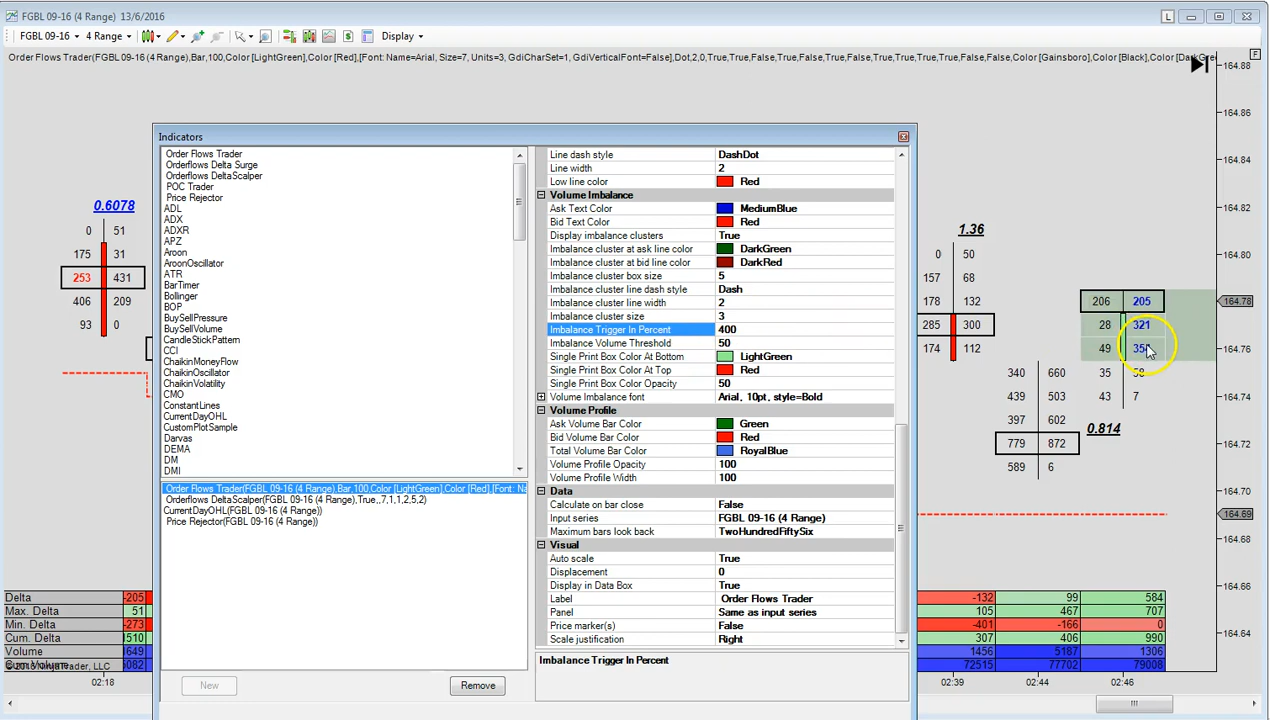 FGBL 09-16 (4 Range) 13/6/2016
L
FGBL 09-16 4 Range Display
Order Flows Trader(FGBL 09-16 (4 Range),Bar,100,Color [LightGreen],Color [Red],[Font: Name=Arial, Size=7, Units=3, GdiCharSet=1, GdiVerticalFont=False],Dot,2,0,True,True,False,True,False,True,False,True,True,True,True,False,False,Color [Gainsboro],Color [Black],Color [DarkGre
F
164.88
164.86
164.84
164.82
164.80
164.78
164.76
164.74
164.72
164.70
164.69
164.68
164.66
164.64
0.6078
0 51
175 31
253 431
406 209
93 0
Indicators
Order Flows Trader
Orderflows Delta Surge
Orderflows DeltaScalper
POC Trader
Price Rejector
ADL
ADX
ADXR
APZ
Aroon
AroonOscillator
ATR
BarTimer
Bollinger
BOP
BuySellPressure
BuySellVolume
CandleStickPattern
CCI
ChaikinMoneyFlow
ChaikinOscillator
ChaikinVolatility
CMO
ConstantLines
CurrentDayOHL
CustomPlotSample
Darvas
DEMA
DM
DMI
Order Flows Trader(FGBL 09-16 (4 Range),Bar,100,Color [LightGreen],Color [Red],[Font: Na
Orderflows DeltaScalper(FGBL 09-16 (4 Range),True,,7,1,1,2,5,2)
CurrentDayOHL(FGBL 09-16 (4 Range))
Price Rejector(FGBL 09-16 (4 Range))
New
Remove
Line dash style DashDot
Line width 2
Low line color Red
Volume Imbalance
Ask Text Color MediumBlue
Bid Text Color Red
Display imbalance clusters True
Imbalance cluster at ask line color DarkGreen
Imbalance cluster at bid line color DarkRed
Imbalance cluster box size 5
Imbalance cluster line dash style Dash
Imbalance cluster line width 2
Imbalance cluster size 3
Imbalance Trigger In Percent 400
Imbalance Volume Threshold 50
Single Print Box Color At Bottom LightGreen
Single Print Box Color At Top Red
Single Print Box Color Opacity 50
Volume Imbalance font Arial, 10pt, style=Bold
Volume Profile
Ask Volume Bar Color Green
Bid Volume Bar Color Red
Total Volume Bar Color RoyalBlue
Volume Profile Opacity 100
Volume Profile Width 100
Data
Calculate on bar close False
Input series FGBL 09-16 (4 Range)
Maximum bars look back TwoHundredFiftySix
Visual
Auto scale True
Displacement 0
Display in Data Box True
Label Order Flows Trader
Panel Same as input series
Price marker(s) False
Scale justification Right
Imbalance Trigger In Percent
1.36
0 50
157 68
178 132
285 300
174 112
340 660
439 503
397 602
779 872
589 6
206 205
28 321
49
35 58
43 7
0.814
Delta -205 -132 99 584
Max. Delta 51 105 467 707
Min. Delta -273 -401 -166 0
Cum. Delta 1510 307 406 990
Volume 1649 1456 5187 1306
5082 72515 77702 79008
02:18 02:39 02:44 02:46